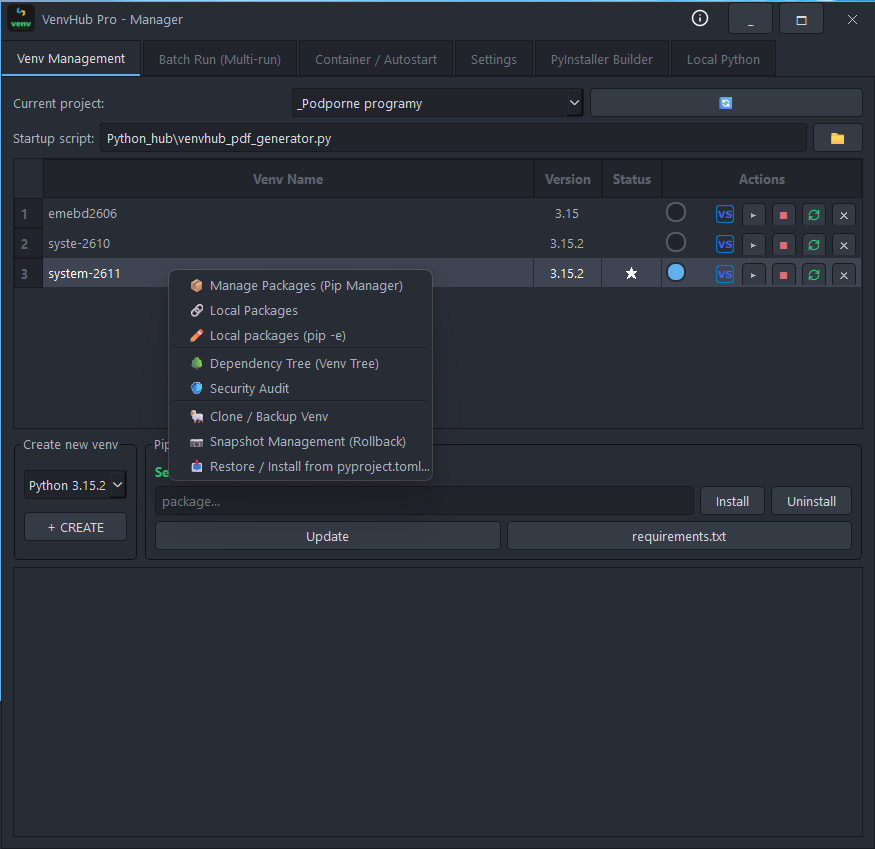 venv VenvHub Pro - Manager
Venv Management Batch Run (Multi-run) Container / Autostart Settings PyInstaller Builder Local Python
Current project: _Podporne programy
Startup script: Python_hub\venvhub_pdf_generator.py
Venv Name Version Status Actions
1 emebd2606 3.15 VS
2 syste-2610 3.15.2 VS
3 system-2611 3.15.2 VS
Manage Packages (Pip Manager)
Local Packages
Local packages (pip -e)
Dependency Tree (Venv Tree)
Security Audit
Clone / Backup Venv
Snapshot Management (Rollback)
Restore / Install from pyproject.toml...
Create new venv
Python 3.15.2
+ CREATE
Pip
Se
package... Install Uninstall
Update requirements.txt